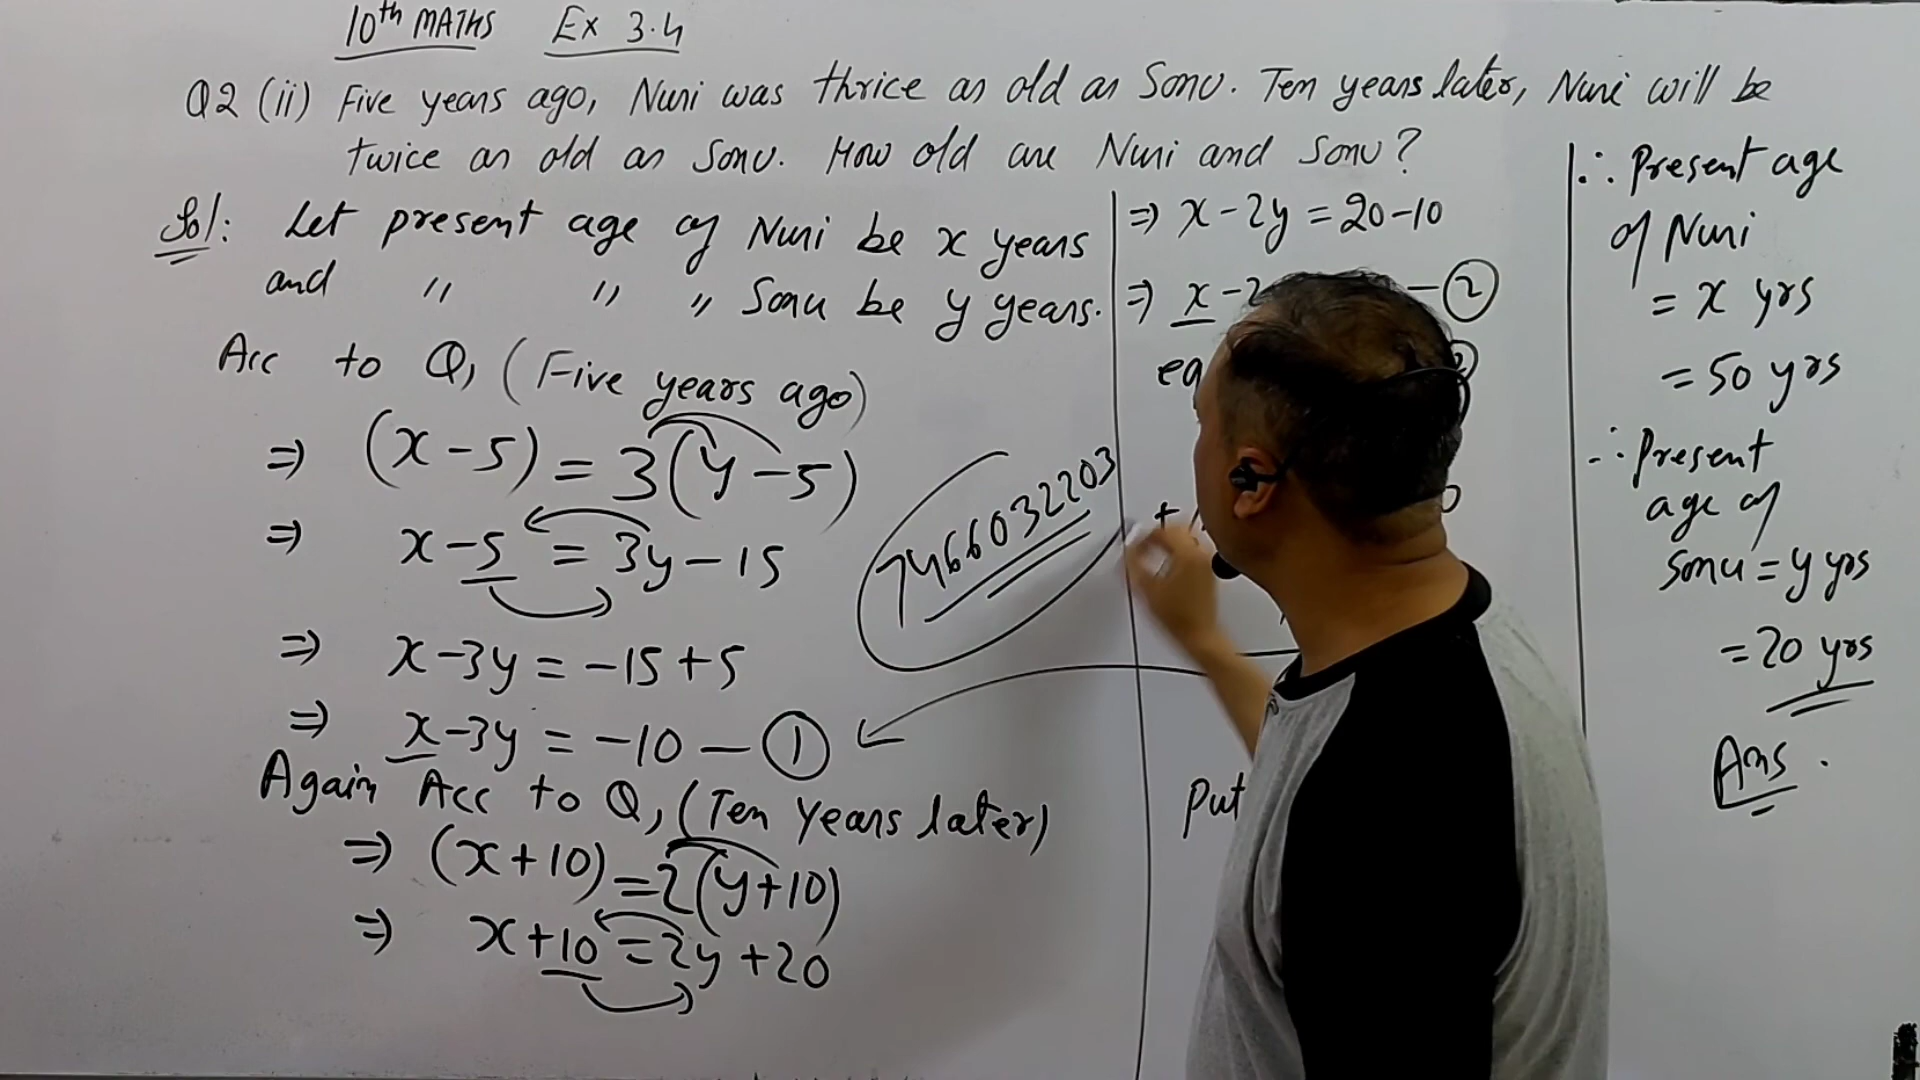 10th MATHS Ex 3.4
Q2 (ii) Five years ago, Nuri was thrice as old as Sonu. Ten years later, Nuri will be
twice as old as Sonu. How old are Nuri and Sonu?
Sol: Let present age of Nuri be x years
and " " " Sonu be y years.
Acc to Q, (Five years ago)
⇒ (x-5) = 3(y-5)
⇒ x-5 = 3y-15
⇒ x-3y = -15+5
⇒ x-3y = -10 — ①
Again Acc to Q, (Ten Years later)
⇒ (x+10) = 2(y+10)
⇒ x+10 = 2y+20
7466032203
⇒ x-2y = 20-10
⇒ x-2 — ②
eq
+
Put
∴ Present age
of Nuri
= x yrs
= 50 yrs
∴ Present
age of
Sonu = y yrs
= 20 yrs
Ans.